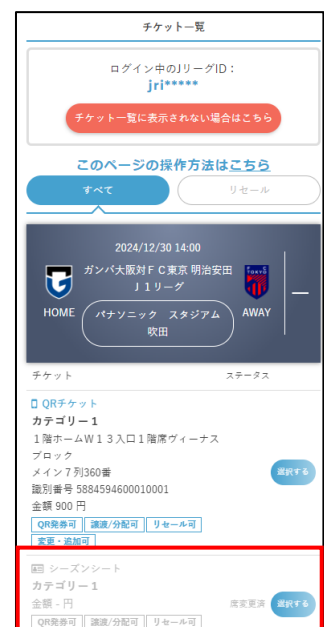 チケット一覧
ログイン中のJリーグID：
jri*****
チケット一覧に表示されない場合はこちら
このページの操作方法はこちら
すべて
リセール
2024/12/30 14:00
ガンバ大阪対ＦＣ東京 明治安田
Ｊ１リーグ
HOME
パナソニック　スタジアム
吹田
TOKYO
AWAY
チケット
ステータス
QRチケット
カテゴリー１
１階ホームＷ１３入口１階席ヴィーナス
ブロック
メイン７列360番
選択する
識別番号 5884594600010001
金額 900 円
QR発券可 譲渡/分配可 リセール可
変更・追加可
シーズンシート
カテゴリー１
金額 - 円
席変更済 選択する
QR発券可 譲渡/分配可 リセール可